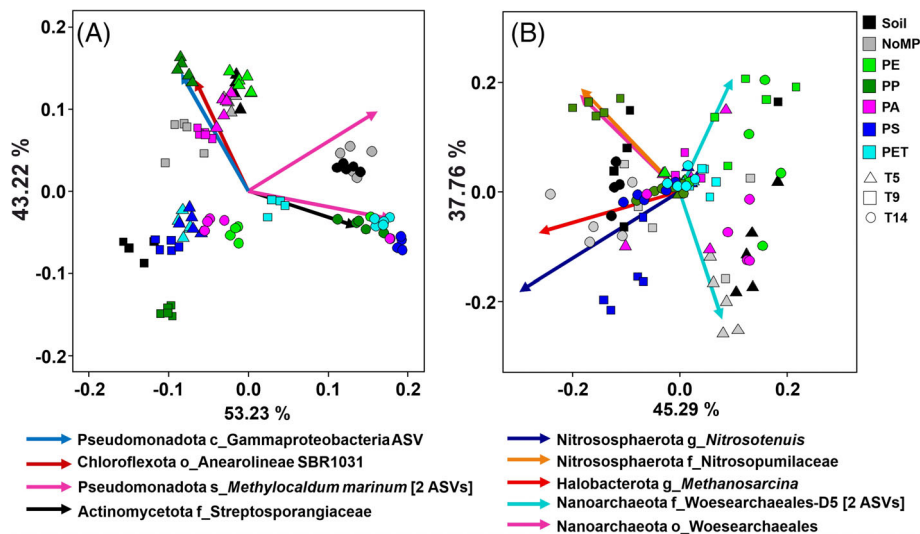 (A)
0.2
0.1
0.0
-0.1
-0.2
43.22 %
-0.2
-0.1
0.0
0.1
0.2
53.23 %
Pseudomonadota c_Gammaproteobacteria ASV
Chloroflexota o_Anearolineae SBR1031
Pseudomonadota s_Methylocaldum marinum [2 ASVs]
Actinomycetota f_Streptosporangiaceae
(B)
0.2
0.0
-0.2
37.76 %
-0.2
0.0
0.2
45.29 %
Nitrososphaerota g_Nitrosotenuis
Nitrososphaerota f_Nitrosopumilaceae
Halobacterota g_Methanosarcina
Nanoarchaeota f_Woesearchaeales-D5 [2 ASVs]
Nanoarchaeota o_Woesearchaeales
Soil
NoMP
PE
PP
PA
PS
PET
T5
T9
T14